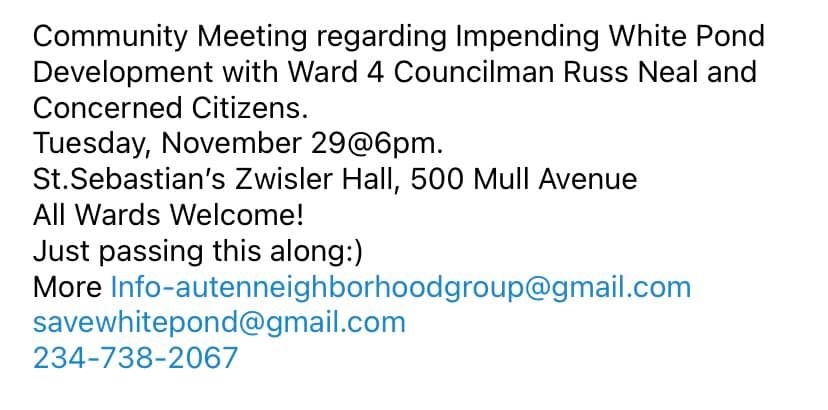 Community Meeting regarding Impending White Pond
Development with Ward 4 Councilman Russ Neal and
Concerned Citizens.
Tuesday, November 29@6pm.
St.Sebastian's Zwisler Hall, 500 Mull Avenue
All Wards Welcome!
Just passing this along:)
More Info-autenneighborhoodgroup@gmail.com
savewhitepond@gmail.com
234-738-2067